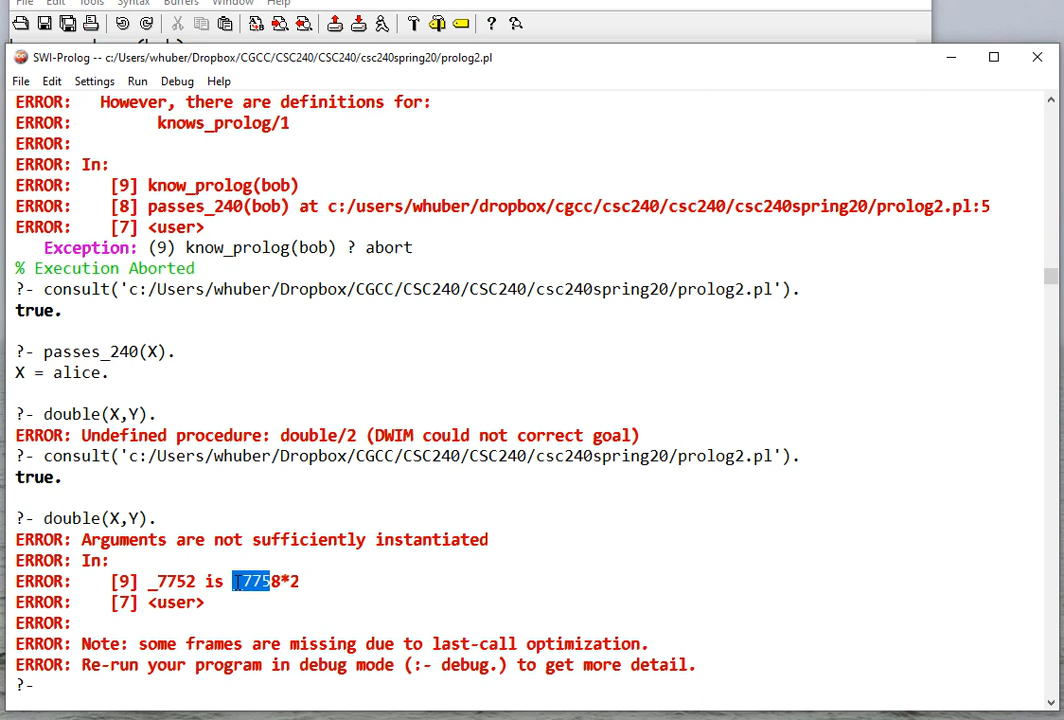 File Edit Tools Syntax Buffers Window Help
SWI-Prolog -- c:/Users/whuber/Dropbox/CGCC/CSC240/CSC240/csc240spring20/prolog2.pl
File Edit Settings Run Debug Help
ERROR:   However, there are definitions for:
ERROR:         knows_prolog/1
ERROR:
ERROR: In:
ERROR:    [9] know_prolog(bob)
ERROR:    [8] passes_240(bob) at c:/users/whuber/dropbox/cgcc/csc240/csc240/csc240spring20/prolog2.pl:5
ERROR:    [7] <user>
   Exception: (9) know_prolog(bob) ? abort
% Execution Aborted
?- consult('c:/Users/whuber/Dropbox/CGCC/CSC240/CSC240/csc240spring20/prolog2.pl').
true.
?- passes_240(X).
X = alice.
?- double(X,Y).
ERROR: Undefined procedure: double/2 (DWIM could not correct goal)
?- consult('c:/Users/whuber/Dropbox/CGCC/CSC240/CSC240/csc240spring20/prolog2.pl').
true.
?- double(X,Y).
ERROR: Arguments are not sufficiently instantiated
ERROR: In:
ERROR:    [9] _7752 is _7758*2
ERROR:    [7] <user>
ERROR:
ERROR: Note: some frames are missing due to last-call optimization.
ERROR: Re-run your program in debug mode (:- debug.) to get more detail.
?-